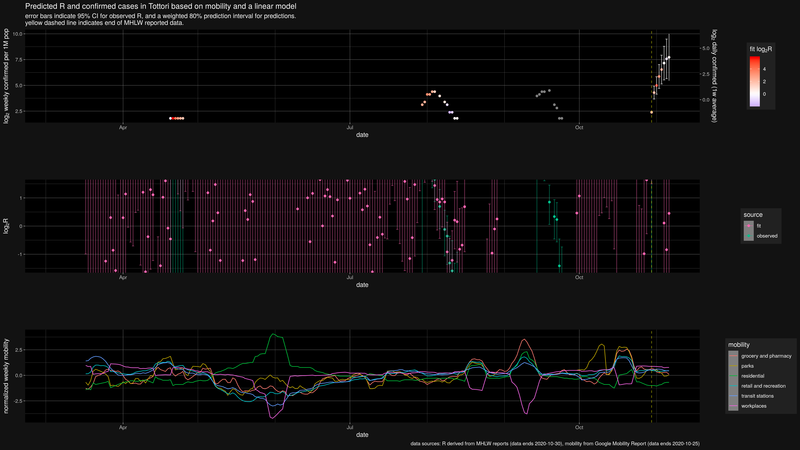 Predicted R and confirmed cases in Tottori based on mobility and a linear model
error bars indicate 95% CI for observed R, and a weighted 80% prediction interval for predictions.
yellow dashed line indicates end of MHLW reported data.
log₂ weekly confirmed per 1M pop
10.0
7.5
5.0
2.5
log₂ daily confirmed (1w average)
5.0
2.5
0.0
Apr
Jul
Oct
date
fit log₂R
4
2
0
log₂R
1
0
-1
Apr
Jul
Oct
date
source
fit
observed
normalised weekly mobility
2.5
0.0
-2.5
Apr
Jul
Oct
date
mobility
grocery and pharmacy
parks
residential
retail and recreation
transit stations
workplaces
data sources: R derived from MHLW reports (data ends 2020-10-30), mobility from Google Mobility Report (data ends 2020-10-25)